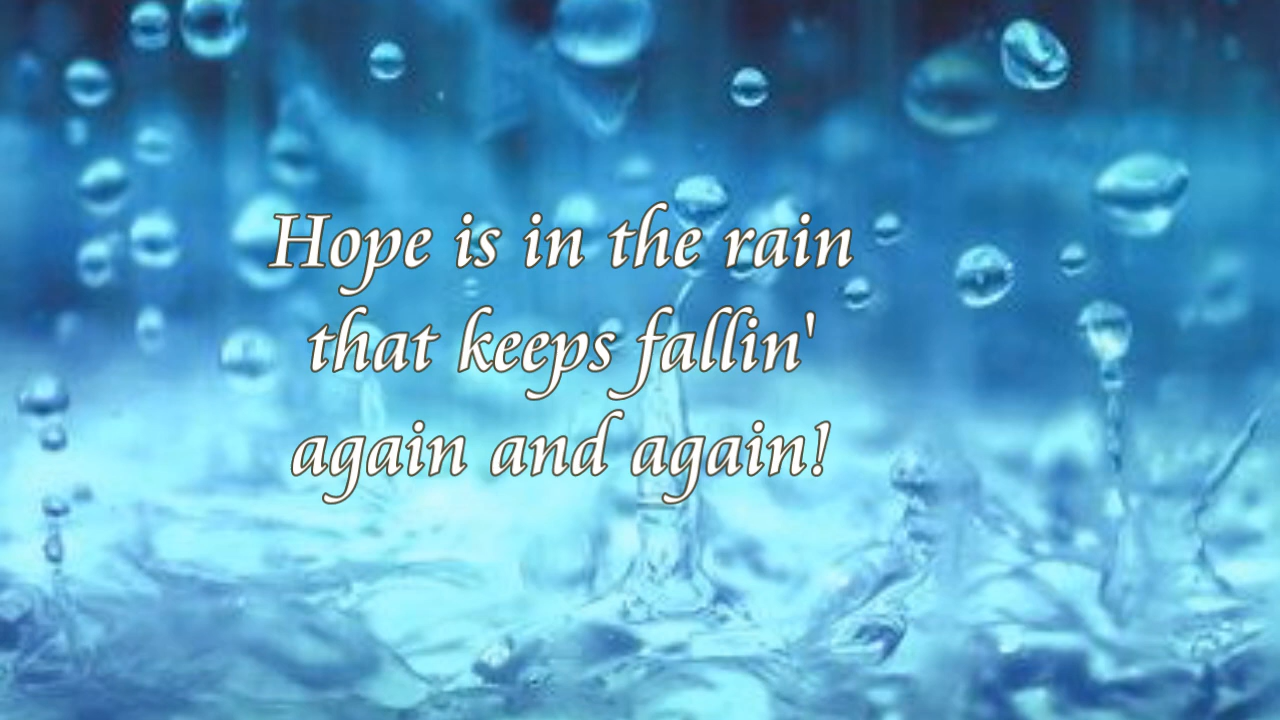 Hope is in the rain
that keeps fallin'
again and again!